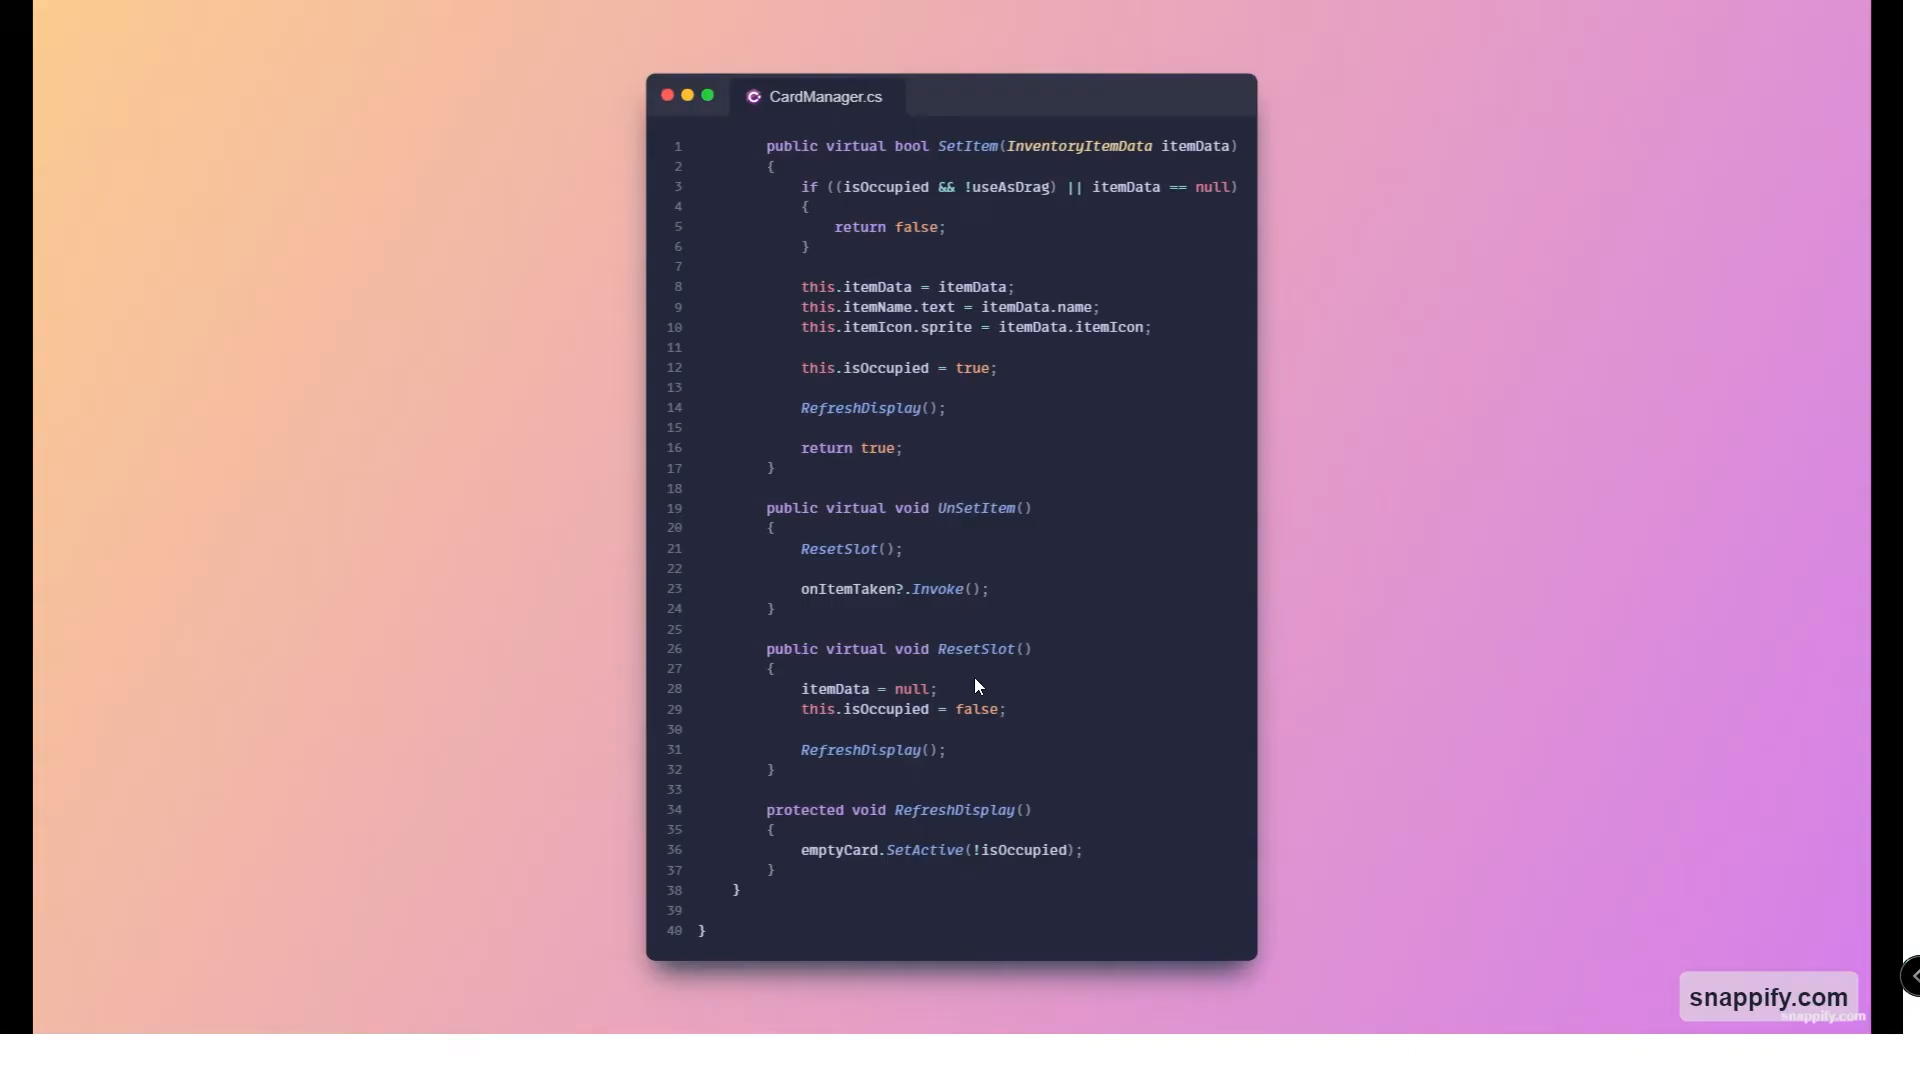 CardManager.cs
1 public virtual bool SetItem(InventoryItemData itemData)
2 {
3 if ((isOccupied && !useAsDrag) || itemData == null)
4 {
5 return false;
6 }
7
8 this.itemData = itemData;
9 this.itemName.text = itemData.name;
10 this.itemIcon.sprite = itemData.itemIcon;
11
12 this.isOccupied = true;
13
14 RefreshDisplay();
15
16 return true;
17 }
18
19 public virtual void UnSetItem()
20 {
21 ResetSlot();
22
23 onItemTaken?.Invoke();
24 }
25
26 public virtual void ResetSlot()
27 {
28 itemData = null;
29 this.isOccupied = false;
30
31 RefreshDisplay();
32 }
33
34 protected void RefreshDisplay()
35 {
36 emptyCard.SetActive(!isOccupied);
37 }
38 }
39
40 }
snappify.com
snappify.com